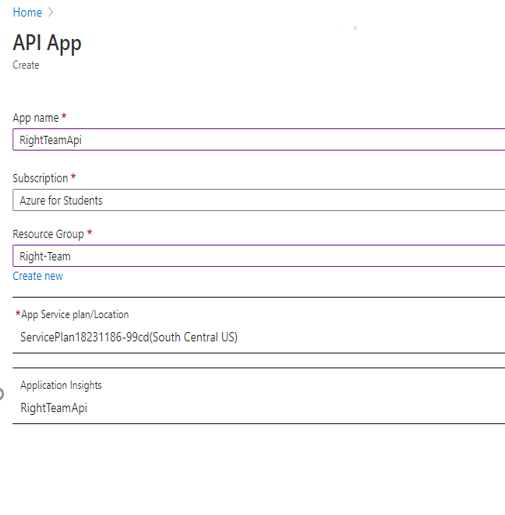 Home >
API App
Create
App name *
RightTeamApi
Subscription *
Azure for Students
Resource Group *
Right-Team
Create new
*App Service plan/Location
ServicePlan18231186-99cd(South Central US)
Application Insights
RightTeamApi